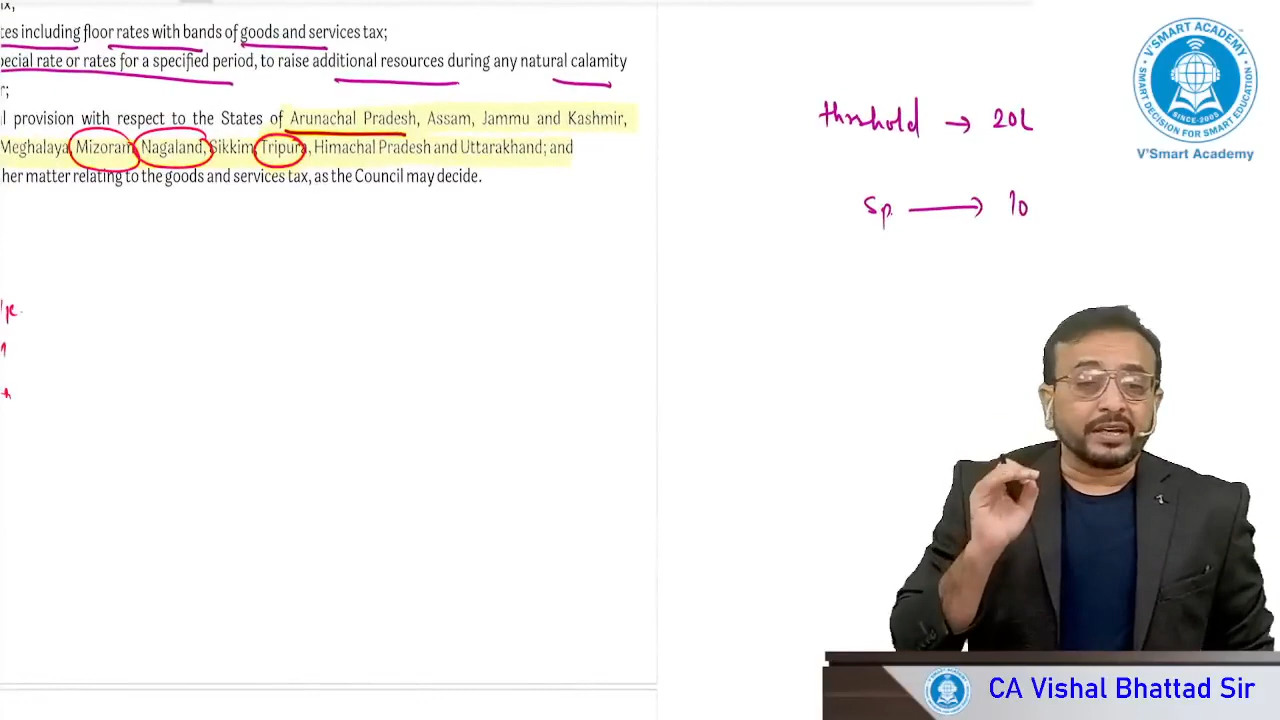 tes including floor rates with bands of goods and services tax;
pecial rate or rates for a specified period, to raise additional resources during any natural calamity
r;
l provision with respect to the States of Arunachal Pradesh, Assam, Jammu and Kashmir,
Meghalaya, Mizoram, Nagaland, Sikkim, Tripura, Himachal Pradesh and Uttarakhand; and
her matter relating to the goods and services tax, as the Council may decide.
thrshold → 20L
Sp. → 10
V'SMART ACADEMY
SMART DECISION FOR SMART EDUCATION
SINCE-2005
V'Smart Academy
CA Vishal Bhattad Sir